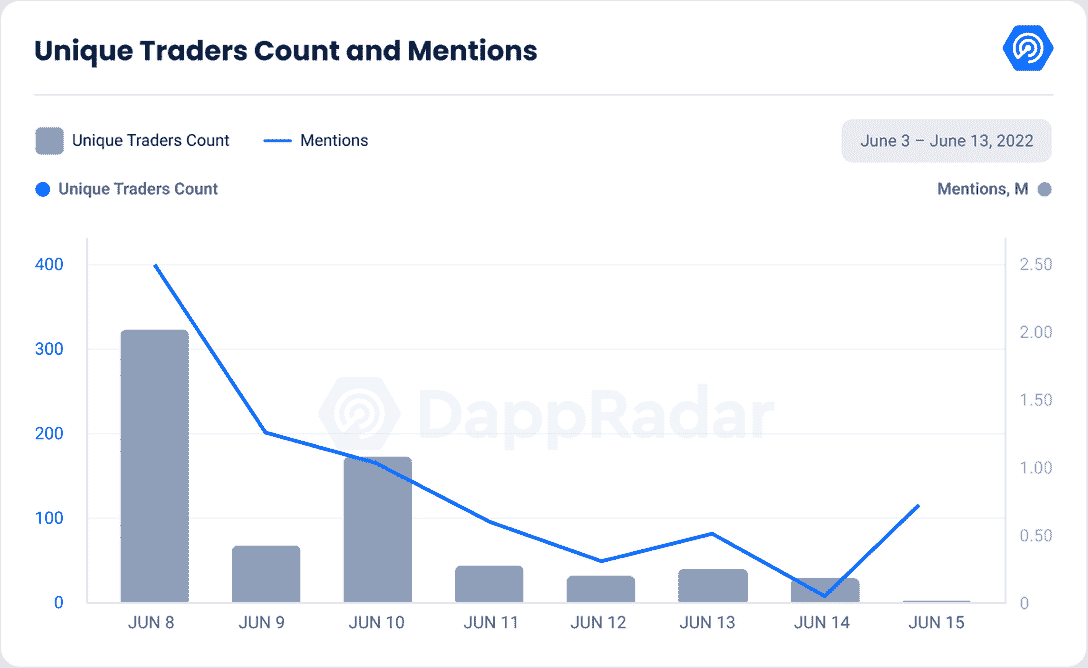 Unique Traders Count and Mentions
Unique Traders Count Mentions June 3 – June 13, 2022
Unique Traders Count Mentions, M
400 2.50
2.00
300
1.50
DappRadar
200
1.00
100
0.50
0 0
JUN 8 JUN 9 JUN 10 JUN 11 JUN 12 JUN 13 JUN 14 JUN 15